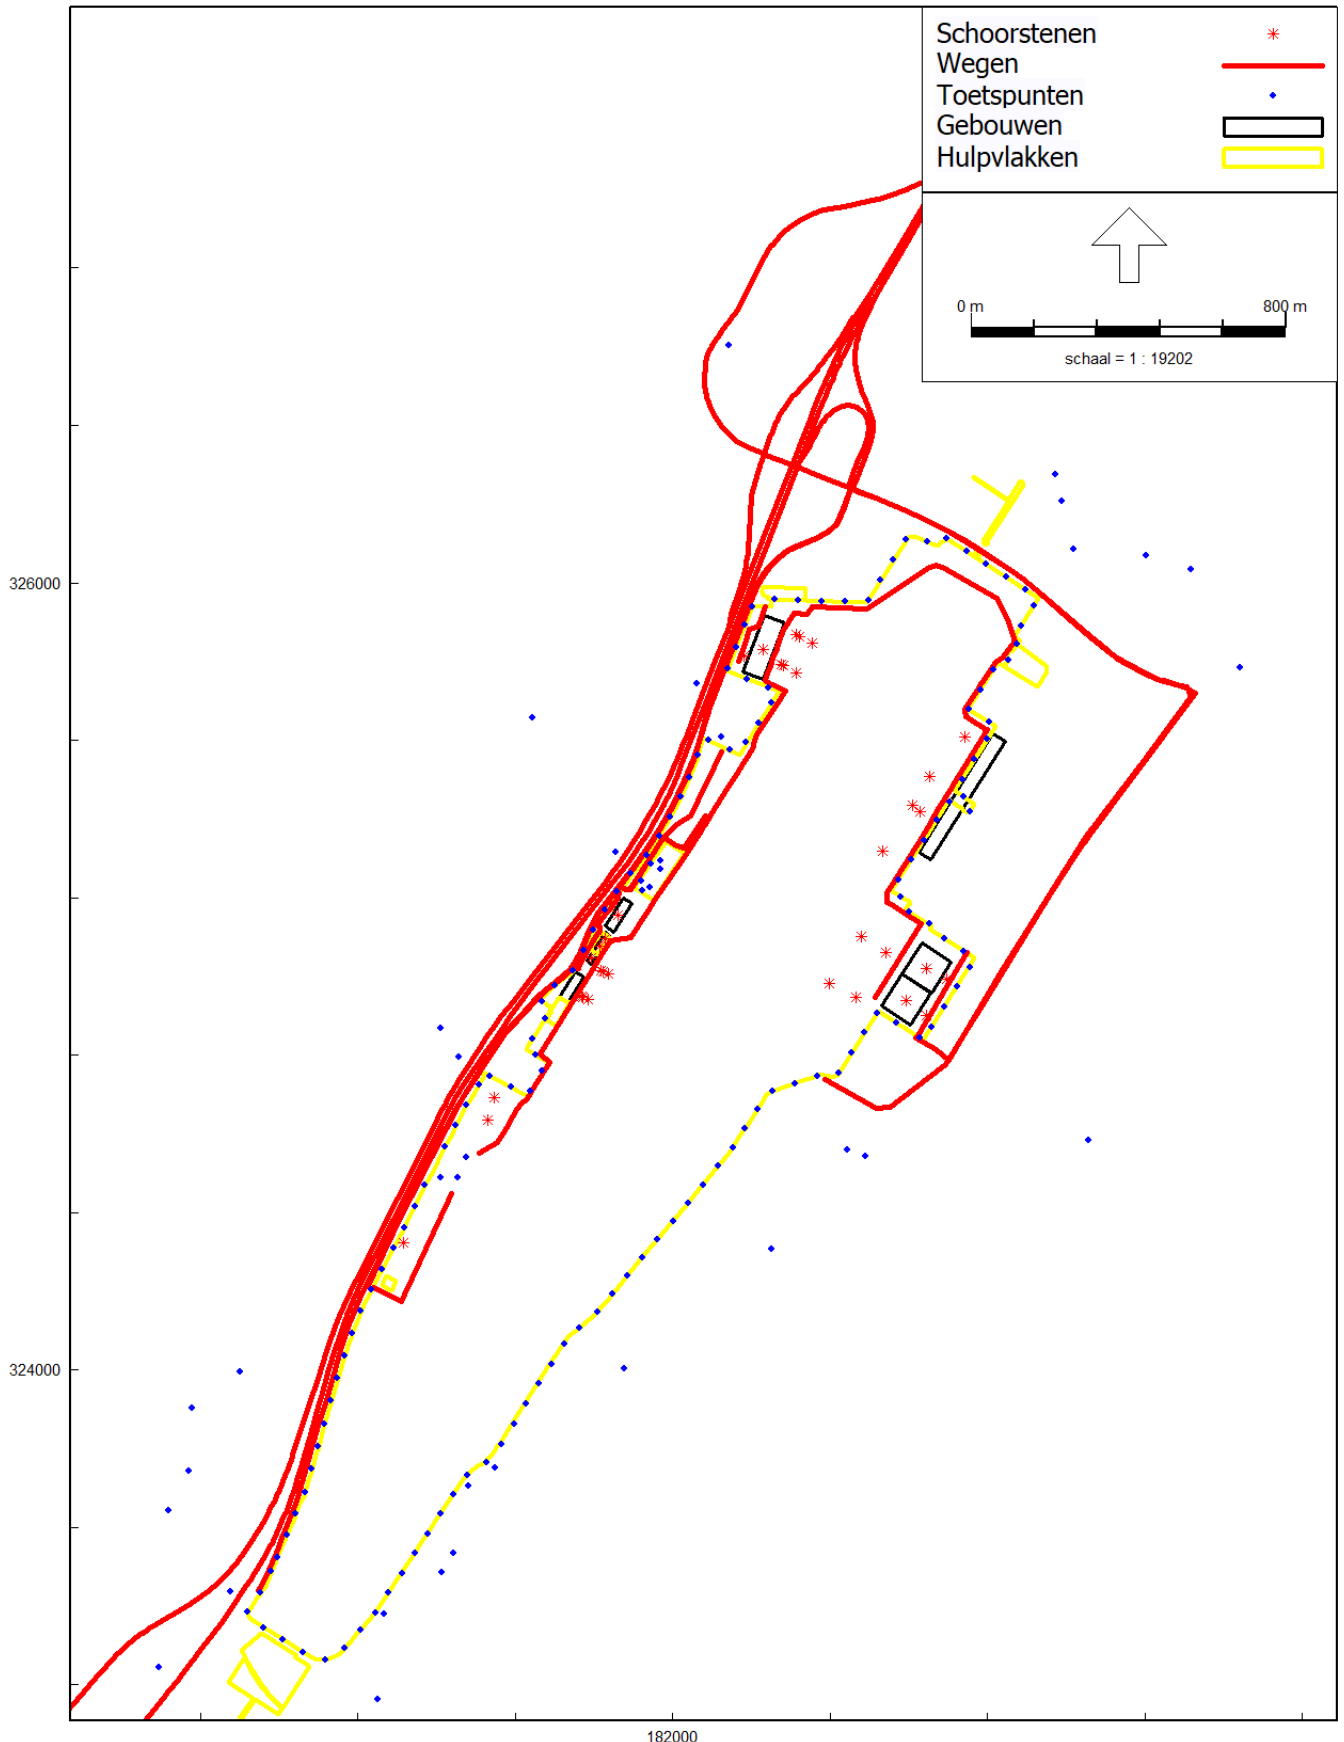 Schoorstenen
Wegen
Toetspunten
Gebouwen
Hulpvlakken
0 m 800 m
schaal = 1 : 19202
326000
324000
182000